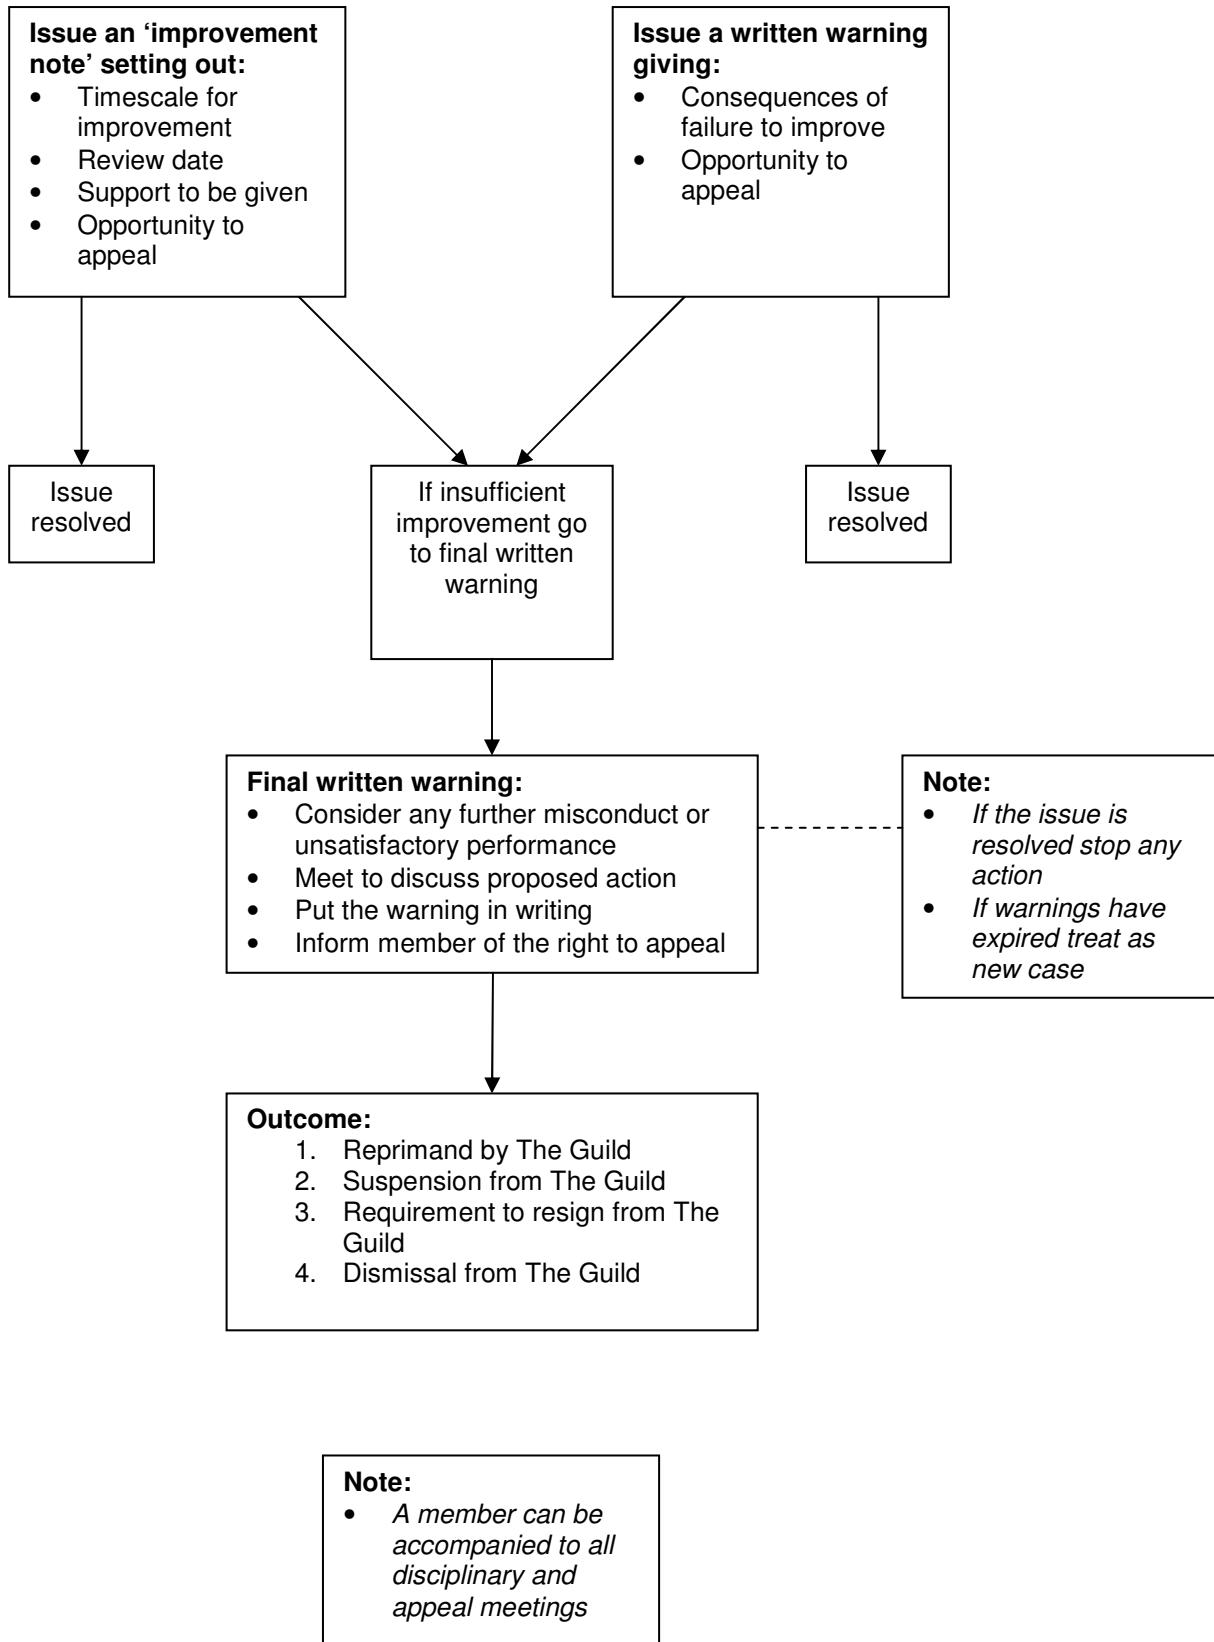 Issue an ‘improvement
note’ setting out:
• Timescale for
improvement
• Review date
• Support to be given
• Opportunity to
appeal
Issue a written warning
giving:
• Consequences of
failure to improve
• Opportunity to
appeal
Issue
resolved
If insufficient
improvement go
to final written
warning
Issue
resolved
Final written warning:
• Consider any further misconduct or
unsatisfactory performance
• Meet to discuss proposed action
• Put the warning in writing
• Inform member of the right to appeal
Note:
• If the issue is
resolved stop any
action
• If warnings have
expired treat as
new case
Outcome:
1. Reprimand by The Guild
2. Suspension from The Guild
3. Requirement to resign from The
Guild
4. Dismissal from The Guild
Note:
• A member can be
accompanied to all
disciplinary and
appeal meetings